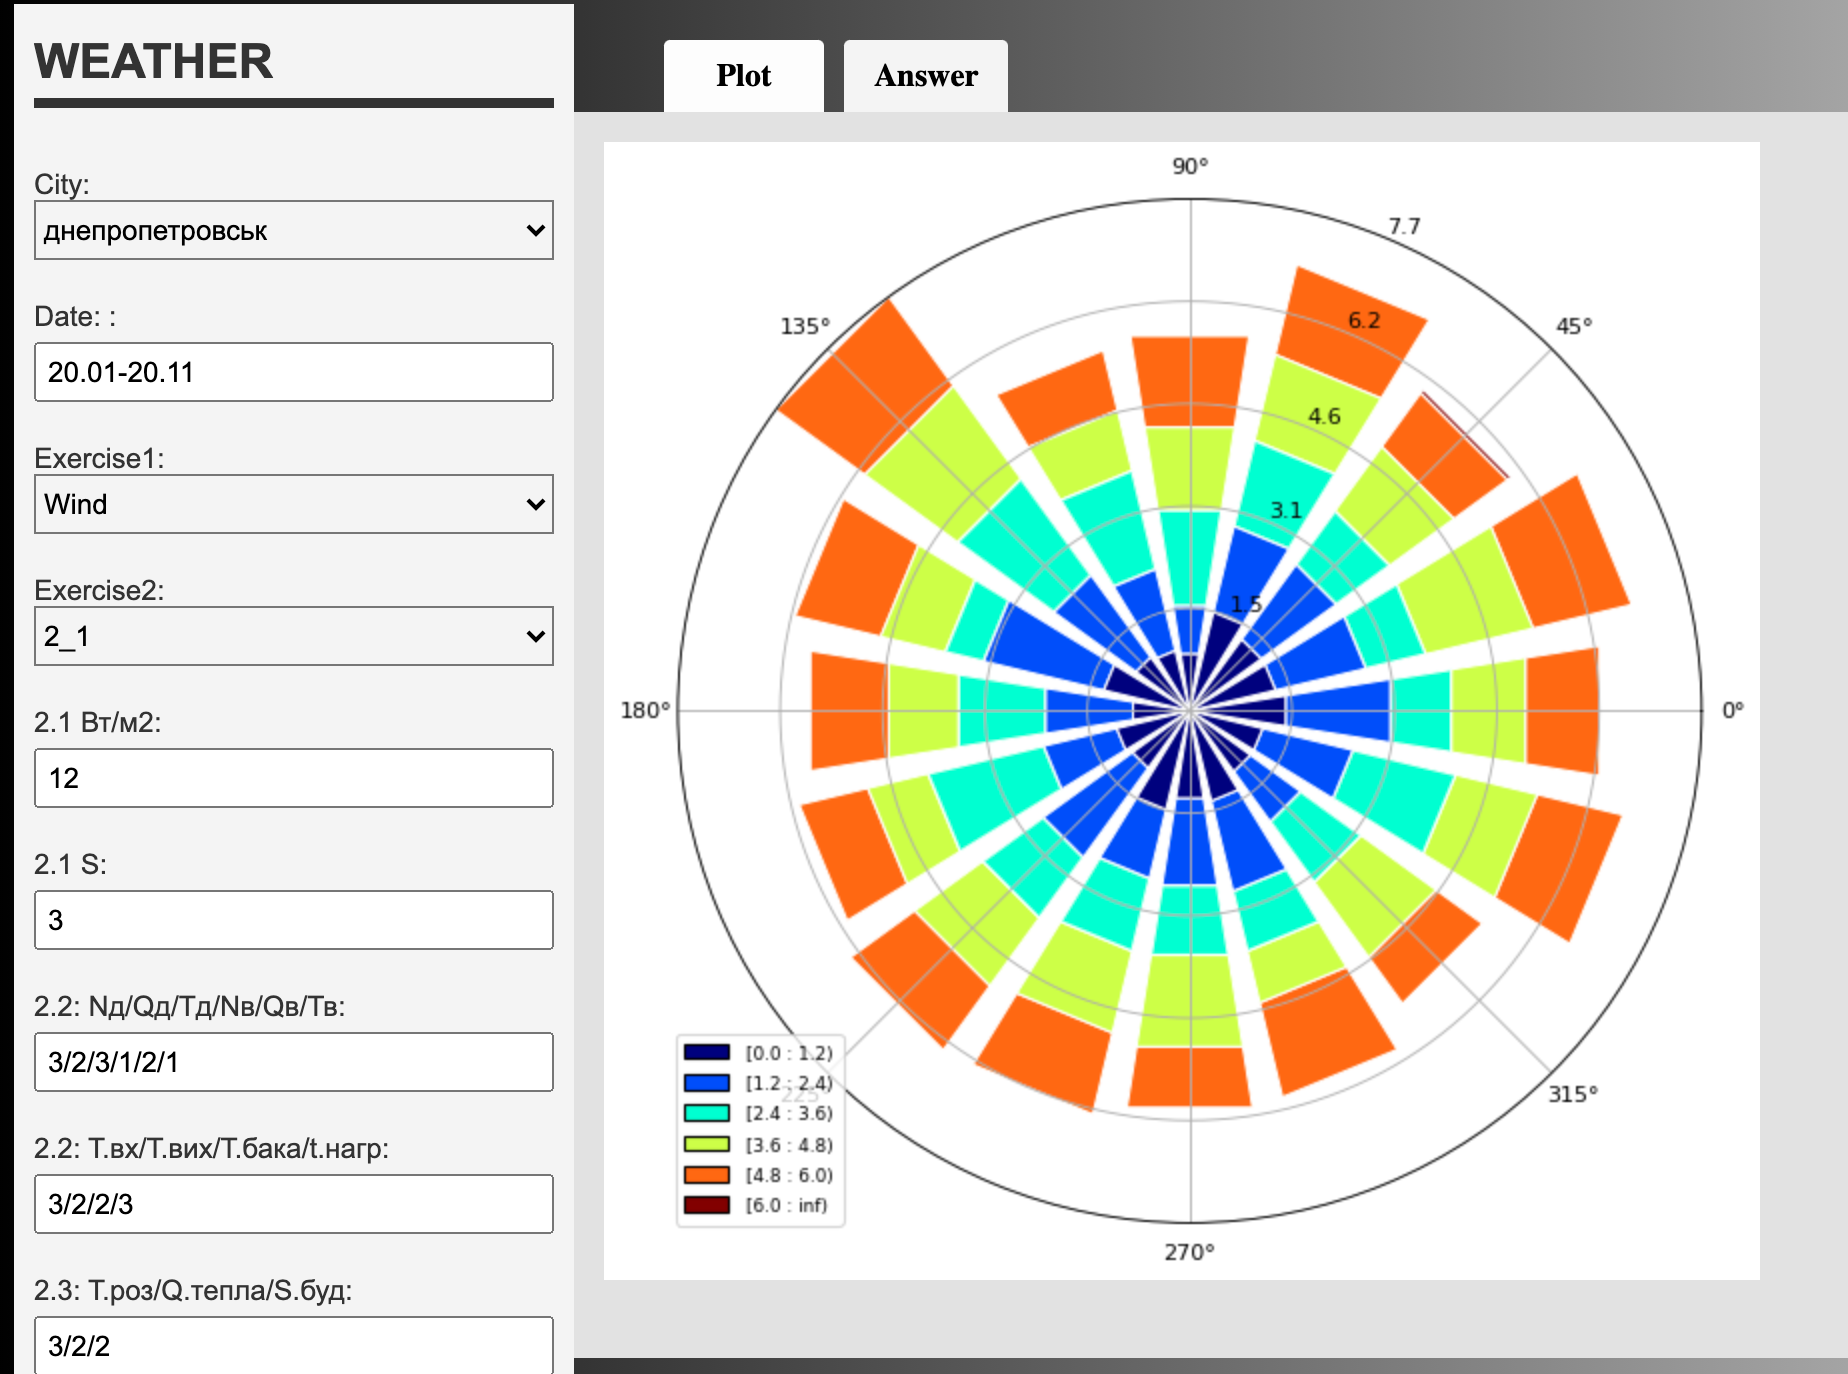 WEATHER
City:
днепропетровськ
Date: :
20.01-20.11
Exercise1:
Wind
Exercise2:
2_1
2.1 Вт/м2:
12
2.1 S:
3
2.2: Nд/Qд/Tд/Nв/Qв/Tв:
3/2/3/1/2/1
2.2: Т.вх/Т.вих/Т.бака/t.нагр:
3/2/2/3
2.3: Т.роз/Q.тепла/S.буд:
3/2/2
Plot
Answer
90°
7.7
135°
6.2
45°
4.6
3.1
1.5
180°
0°
225°
315°
270°
[0.0 : 1.2)
[1.2 : 2.4)
[2.4 : 3.6)
[3.6 : 4.8)
[4.8 : 6.0)
[6.0 : inf)